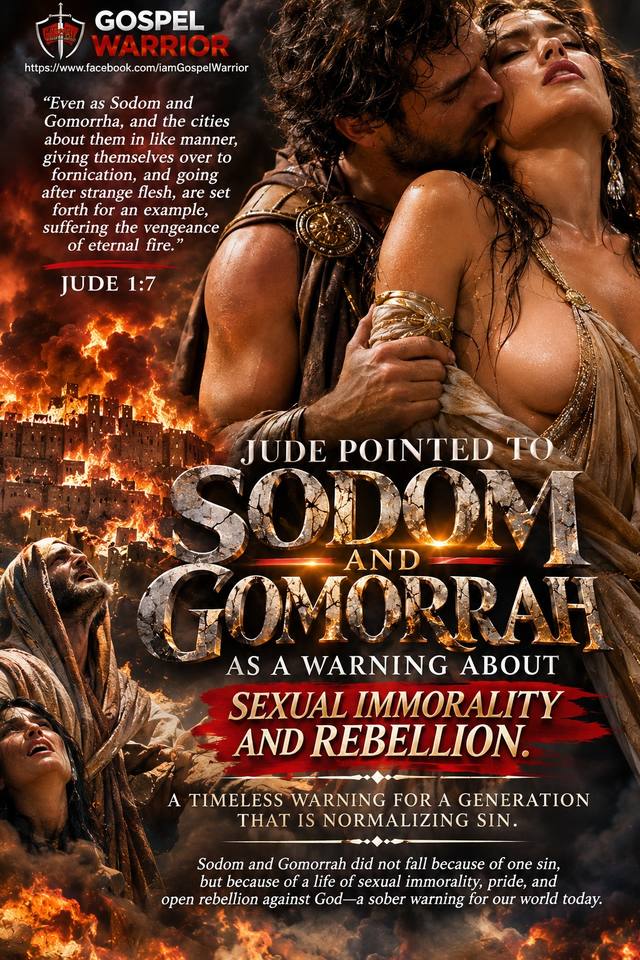 GOSPEL
WARRIOR
https://www.facebook.com/iamGospelWarrior
“Even as Sodom and
Gomorrha, and the cities
about them in like manner,
giving themselves over to
fornication, and going
after strange flesh, are set
forth for an example,
suffering the vengeance
of eternal fire.”
JUDE 1:7
JUDE POINTED TO
SODOM
AND
GOMORRAH
AS A WARNING ABOUT
SEXUAL IMMORALITY
AND REBELLION.
A TIMELESS WARNING FOR A GENERATION
THAT IS NORMALIZING SIN.
Sodom and Gomorrah did not fall because of one sin,
but because of a life of sexual immorality, pride, and
open rebellion against God—a sober warning for our world today.